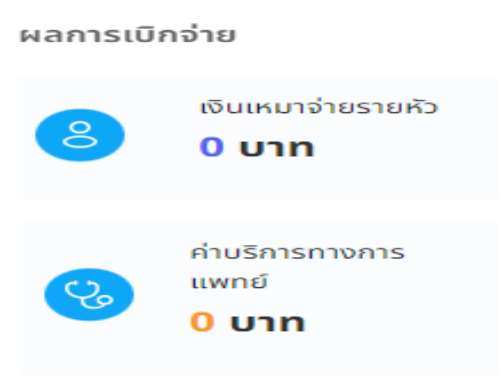 ผลการเบิกจ่าย
เงินเหมาจ่ายรายหัว
0 บาท
ค่าบริการทางการ
แพทย์
0 บาท